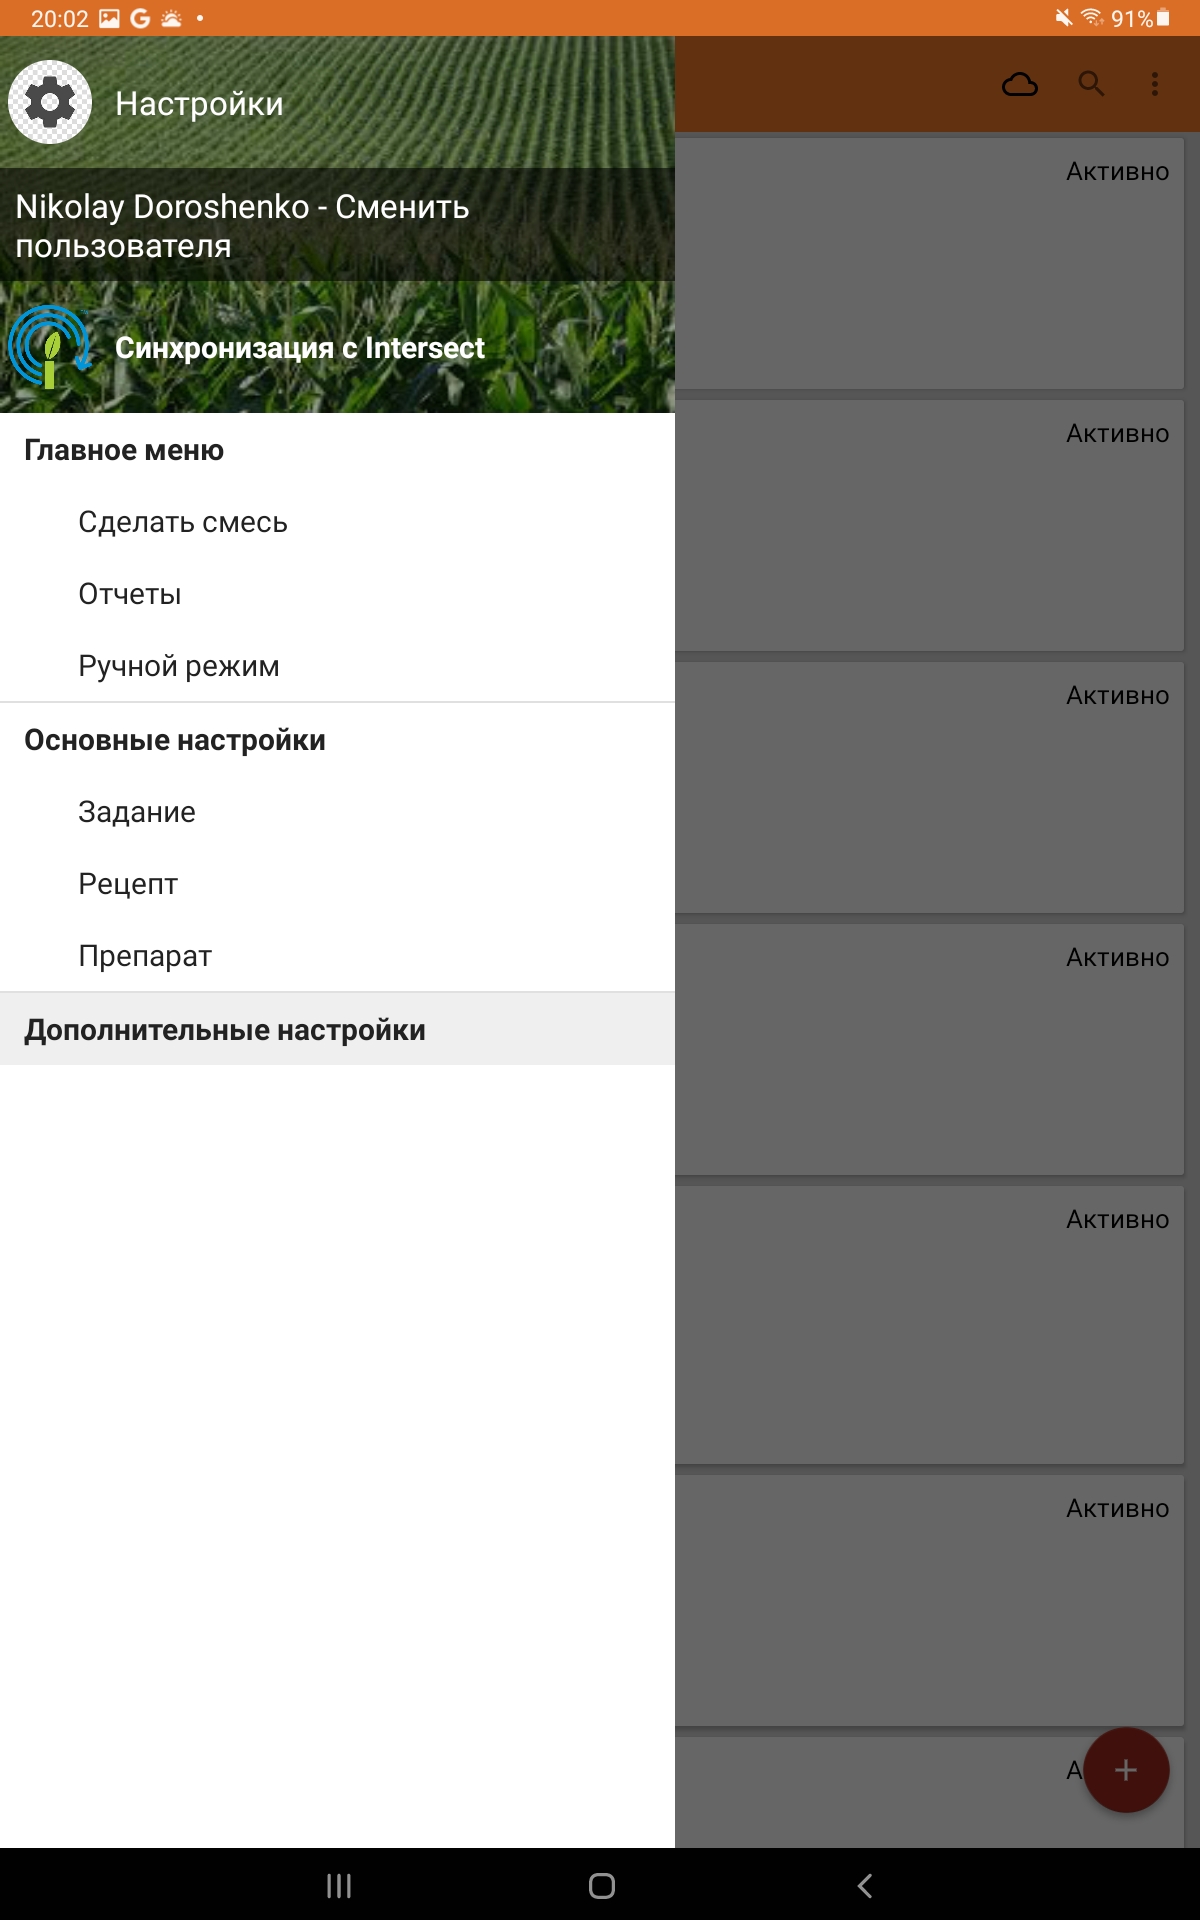 20:02
91%
Настройки
Nikolay Doroshenko - Сменить
пользователя
Синхронизация с Intersect
Главное меню
Сделать смесь
Отчеты
Ручной режим
Основные настройки
Задание
Рецепт
Препарат
Дополнительные настройки
Активно
Активно
Активно
Активно
Активно
Активно
А